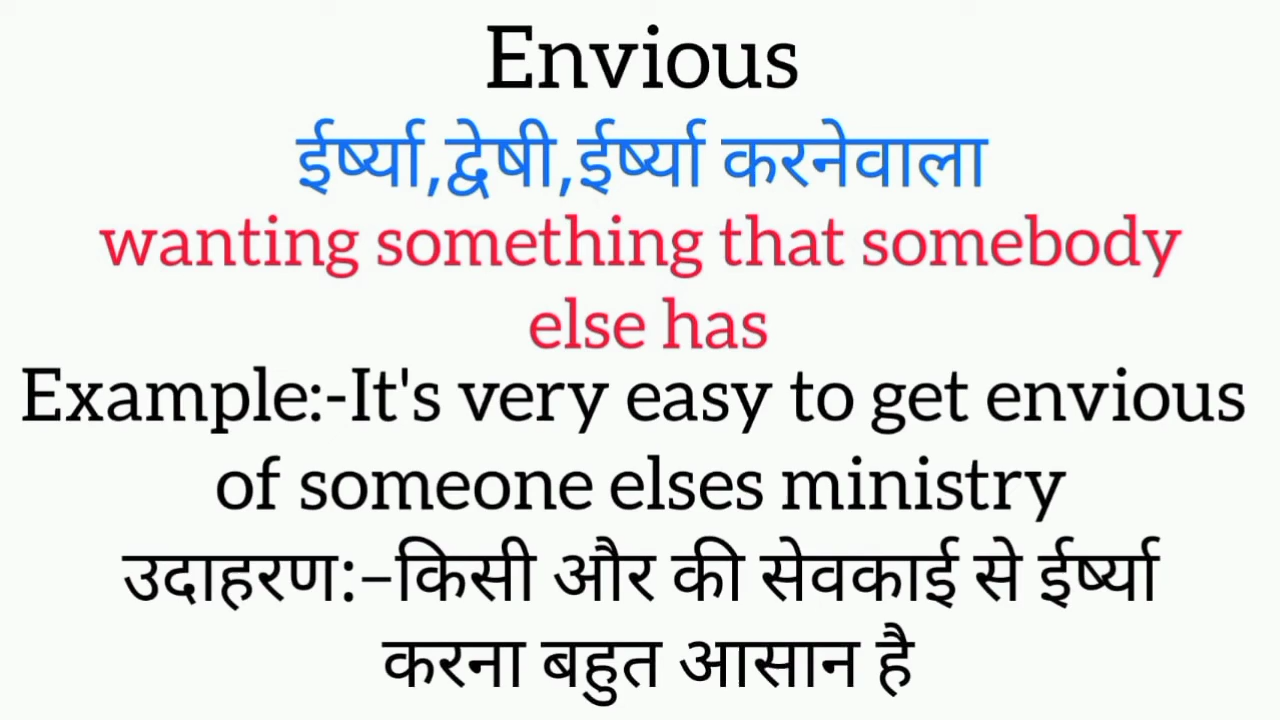 Envious
ईर्ष्या,द्वेषी,ईर्ष्या करनेवाला
wanting something that somebody
else has
Example:-It's very easy to get envious
of someone elses ministry
उदाहरण:–किसी और की सेवकाई से ईर्ष्या
करना बहुत आसान है